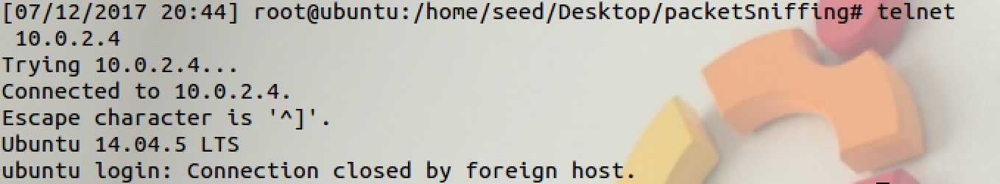 [07/12/2017 20:44] root@ubuntu:/home/seed/Desktop/packetSniffing# telnet
 10.0.2.4
Trying 10.0.2.4...
Connected to 10.0.2.4.
Escape character is '^]'.
Ubuntu 14.04.5 LTS
ubuntu login: Connection closed by foreign host.